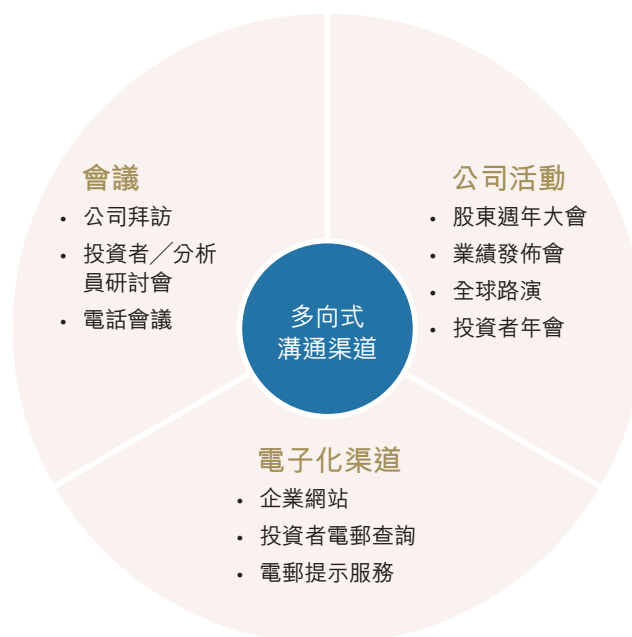 會議
• 公司拜訪
• 投資者／分析
員研討會
• 電話會議
公司活動
• 股東週年大會
• 業績發佈會
• 全球路演
• 投資者年會
多向式
溝通渠道
電子化渠道
• 企業網站
• 投資者電郵查詢
• 電郵提示服務